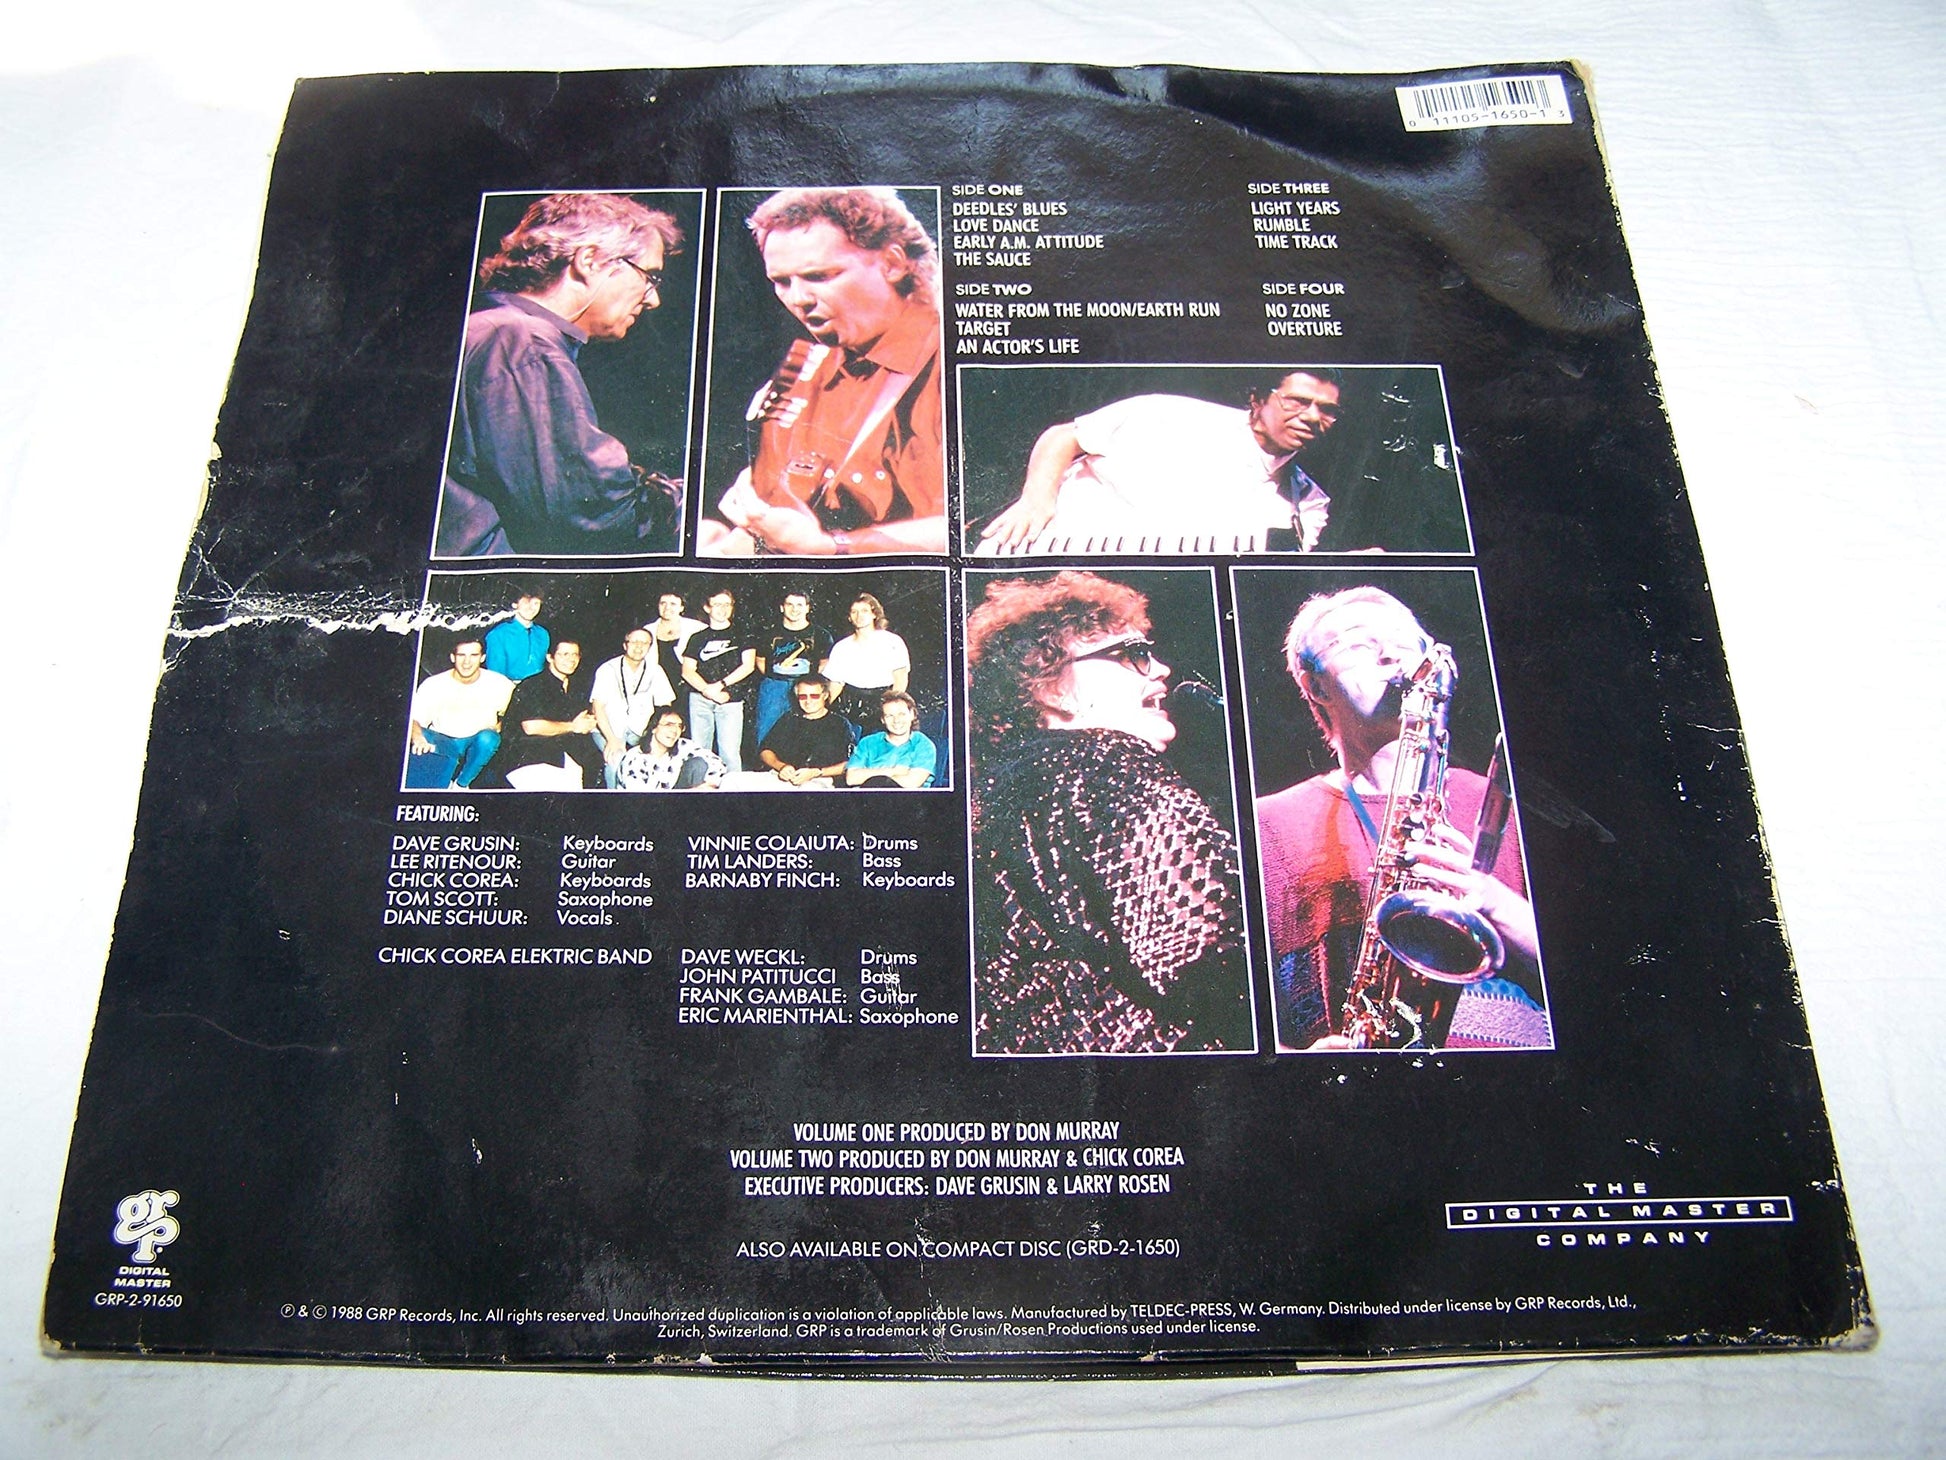 0 11105-1650-1 3
SIDE ONE
DEEDLES' BLUES
LOVE DANCE
EARLY A.M. ATTITUDE
THE SAUCE
SIDE TWO
WATER FROM THE MOON/EARTH RUN
TARGET
AN ACTOR'S LIFE
SIDE THREE
LIGHT YEARS
RUMBLE
TIME TRACK
SIDE FOUR
NO ZONE
OVERTURE
FEATURING:
DAVE GRUSIN: Keyboards
LEE RITENOUR: Guitar
CHICK COREA: Keyboards
TOM SCOTT: Saxophone
DIANE SCHUUR: Vocals
VINNIE COLAIUTA: Drums
TIM LANDERS: Bass
BARNABY FINCH: Keyboards
CHICK COREA ELEKTRIC BAND
DAVE WECKL: Drums
JOHN PATITUCCI Bass
FRANK GAMBALE: Guitar
ERIC MARIENTHAL: Saxophone
VOLUME ONE PRODUCED BY DON MURRAY
VOLUME TWO PRODUCED BY DON MURRAY & CHICK COREA
EXECUTIVE PRODUCERS: DAVE GRUSIN & LARRY ROSEN
ALSO AVAILABLE ON COMPACT DISC (GRD-2-1650)
grp
DIGITAL
MASTER
GRP-2-91650
THE
DIGITAL MASTER
COMPANY
℗ & © 1988 GRP Records, Inc. All rights reserved. Unauthorized duplication is a violation of applicable laws. Manufactured by TELDEC-PRESS, W. Germany. Distributed under license by GRP Records, Ltd.,
Zurich, Switzerland. GRP is a trademark of Grusin/Rosen Productions used under license.